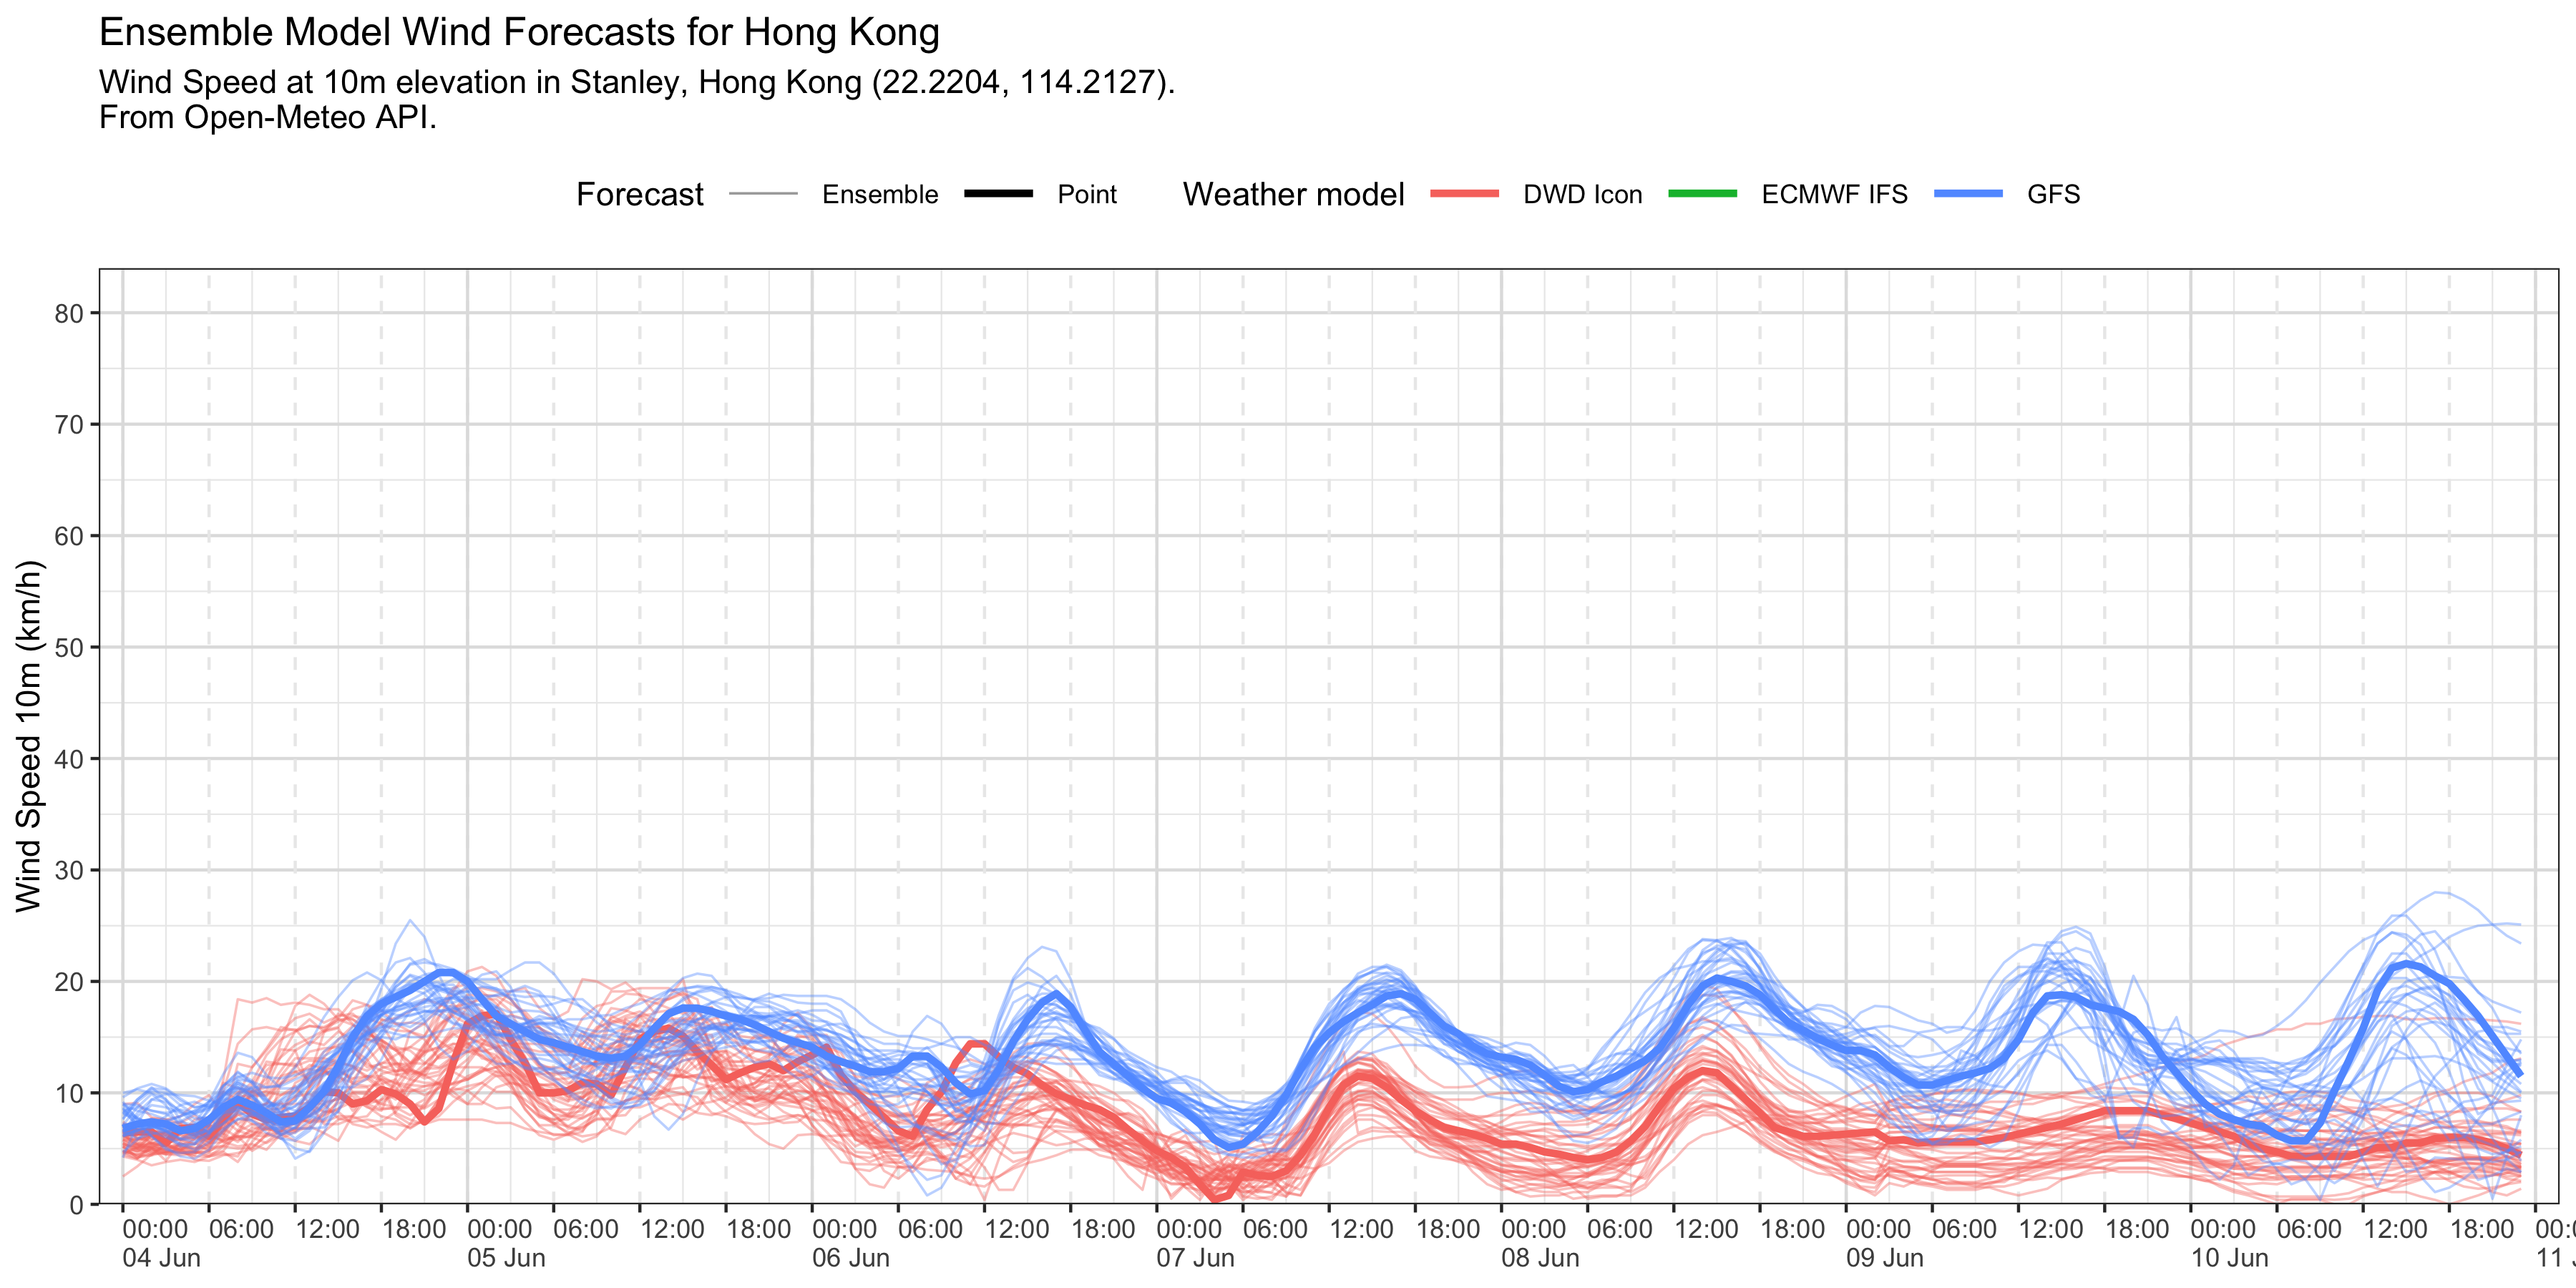 Ensemble Model Wind Forecasts for Hong Kong
Wind Speed at 10m elevation in Stanley, Hong Kong (22.2204, 114.2127).
From Open-Meteo API.
Forecast Ensemble Point Weather model DWD Icon ECMWF IFS GFS
Wind Speed 10m (km/h)
80
70
60
50
40
30
20
10
0
00:00 06:00 12:00 18:00 00:00 06:00 12:00 18:00 00:00 06:00 12:00 18:00 00:00 06:00 12:00 18:00 00:00 06:00 12:00 18:00 00:00 06:00 12:00 18:00 00:00 06:00 12:00 18:00
04 Jun 05 Jun 06 Jun 07 Jun 08 Jun 09 Jun 10 Jun